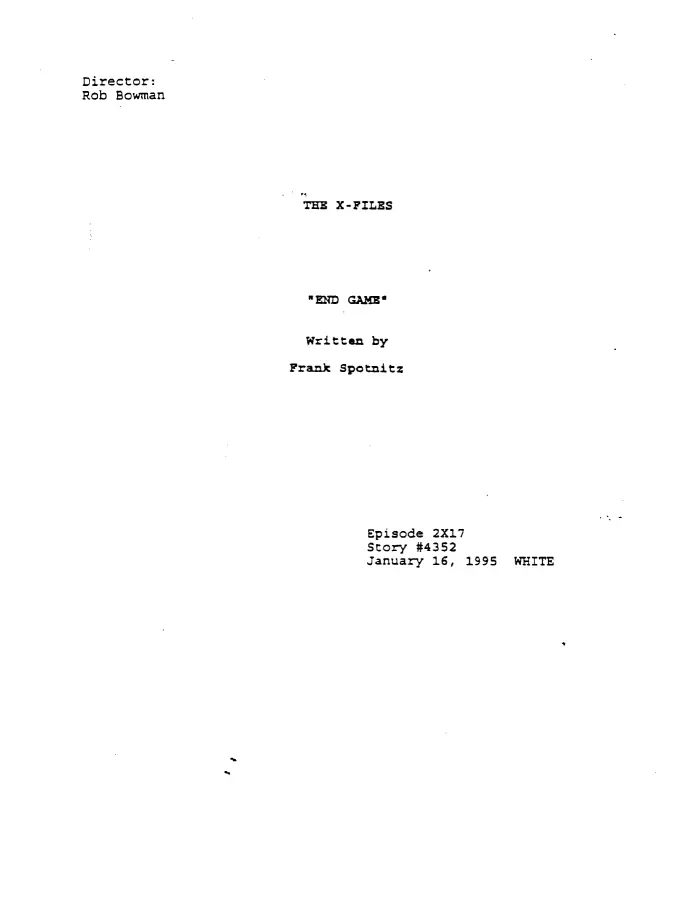 Director:
Rob Bowman
THE X-FILES
"END GAME"
Written by
Frank Spotnitz
Episode 2X17
Story #4352
January 16, 1995 WHITE